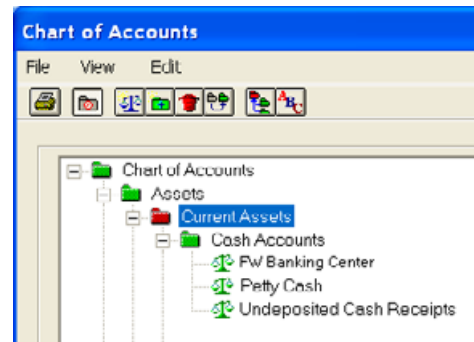 Chart of Accounts
File View Edit
ABC
Chart of Accounts
Assets
Current Assets
Cash Accounts
FW Banking Center
Petty Cash
Undeposited Cash Receipts